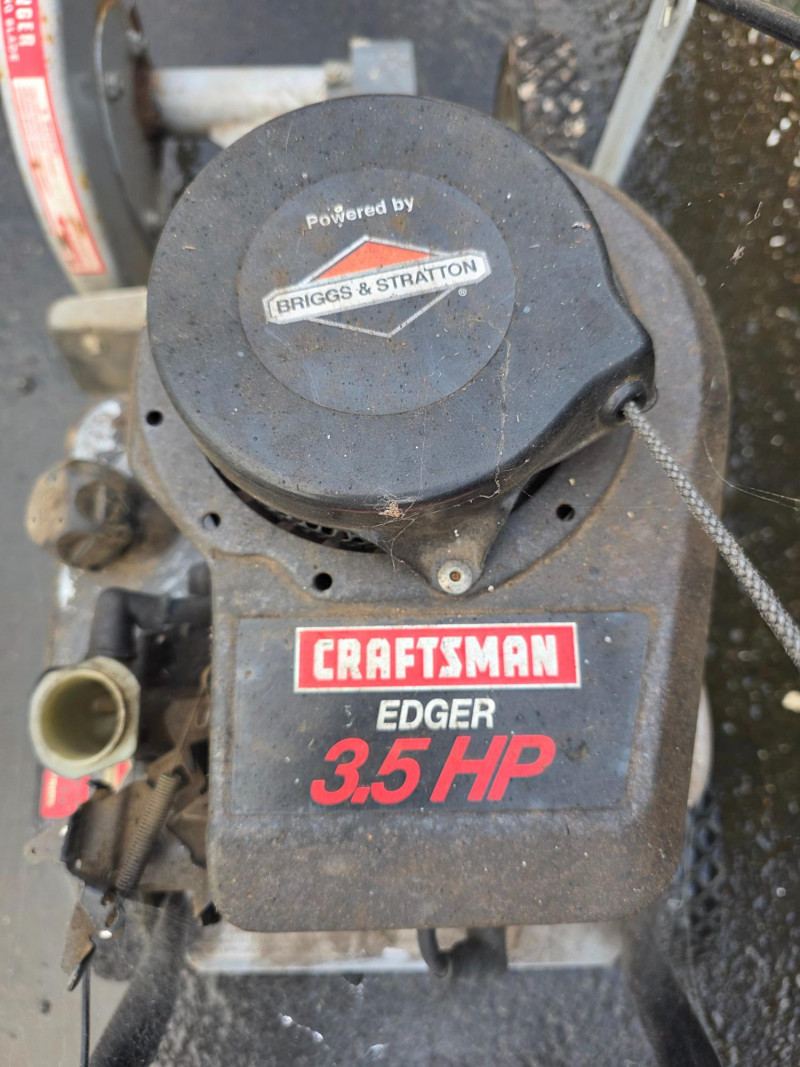 Powered by
BRIGGS & STRATTON
®
CRAFTSMAN
EDGER
3.5 HP